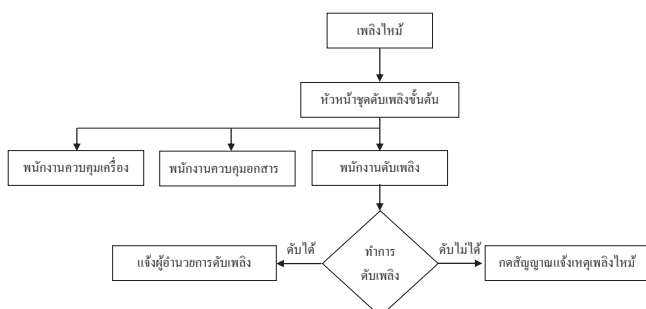 เพลิงไหม้
หัวหน้าชุดดับเพลิงขั้นต้น
พนักงานควบคุมเครื่อง
พนักงานควบคุมอกสาร
พนักงานดับเพลิง
ดับได้
ทำการ
ดับเพลิง
ดับไม่ได้
แจ้งผู้อำนวยการดับเพลิง
กดสัญญาณแจ้งเหตุเพลิงไหม้